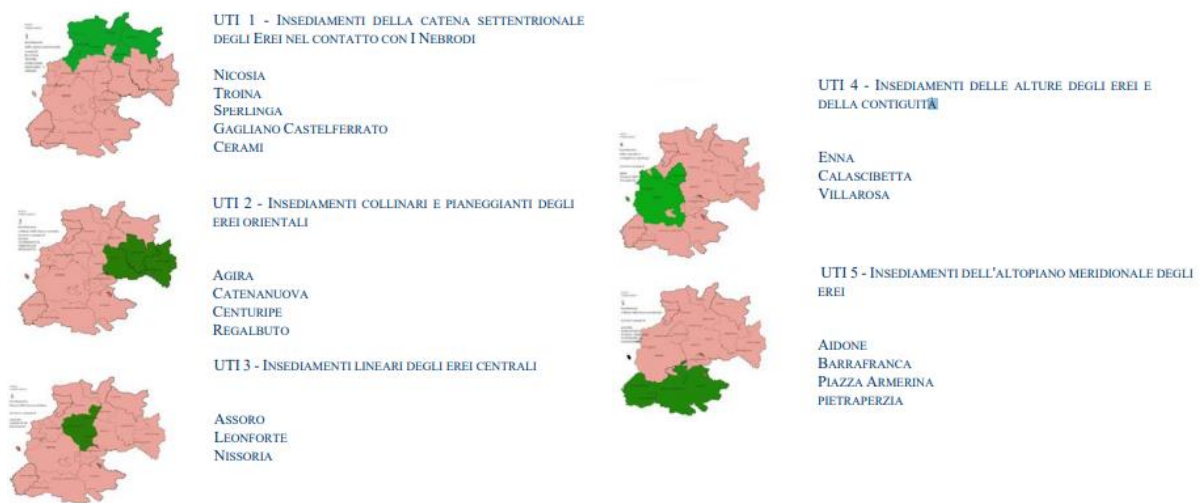 UTI 1 - INSEDIAMENTI DELLA CATENA SETTENTRIONALE
DEGLI EREI NEL CONTATTO CON I NEBRODI
NICOSIA
TROINA
SPERLINGA
GAGLIANO CASTELFERRATO
CERAMI
UTI 2 - INSEDIAMENTI COLLINARI E PIANEGGIANTI DEGLI
EREI ORIENTALI
AGIRA
CATENANUOVA
CENTURIPE
REGALBUTO
UTI 3 - INSEDIAMENTI LINEARI DEGLI EREI CENTRALI
ASSORO
LEONFORTE
NISSORIA
UTI 4 - INSEDIAMENTI DELLE ALTURE DEGLI EREI E
DELLA CONTIGUITÀ
ENNA
CALASCIBETTA
VILLAROSA
UTI 5 - INSEDIAMENTI DELL'ALTOPIANO MERIDIONALE DEGLI
EREI
AIDONE
BARRAFRANCA
PIAZZA ARMERINA
PIETRAPERZIA